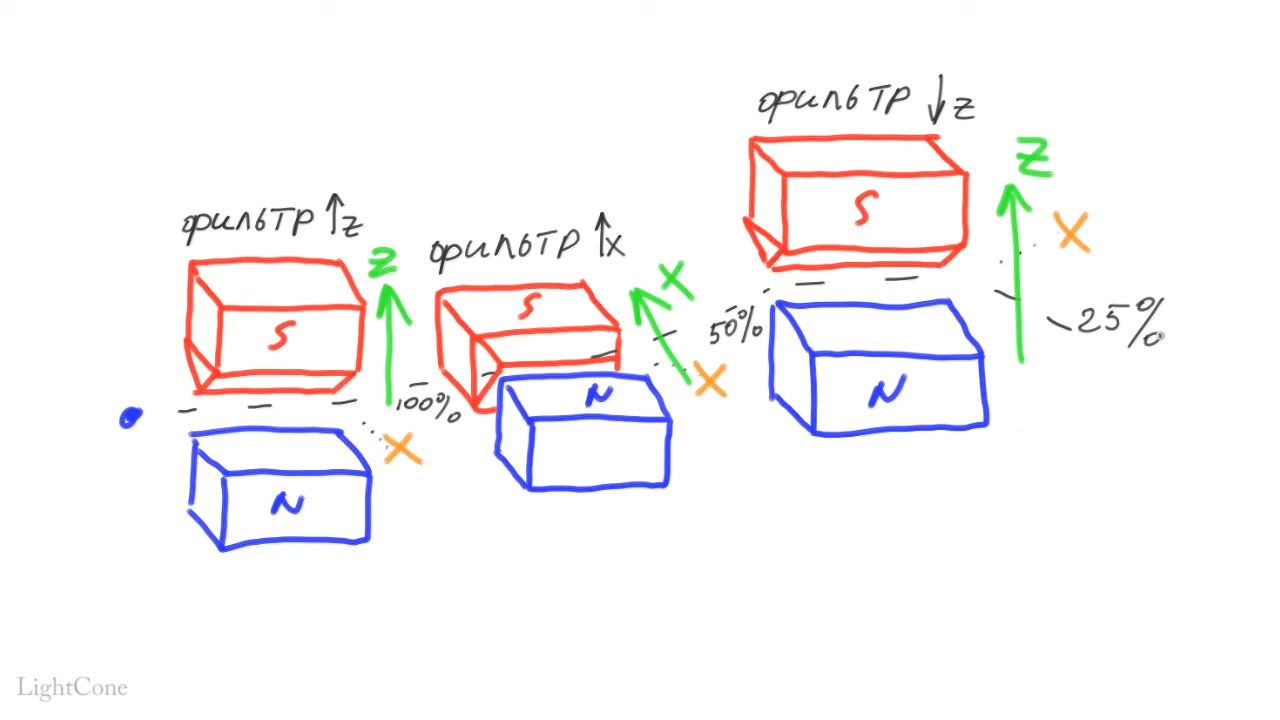 фильтр ↑z
S
N
Z
X
100%
фильтр ↑x
S
N
X
X
50%
фильтр ↓z
S
N
Z
X
25%
LightCone